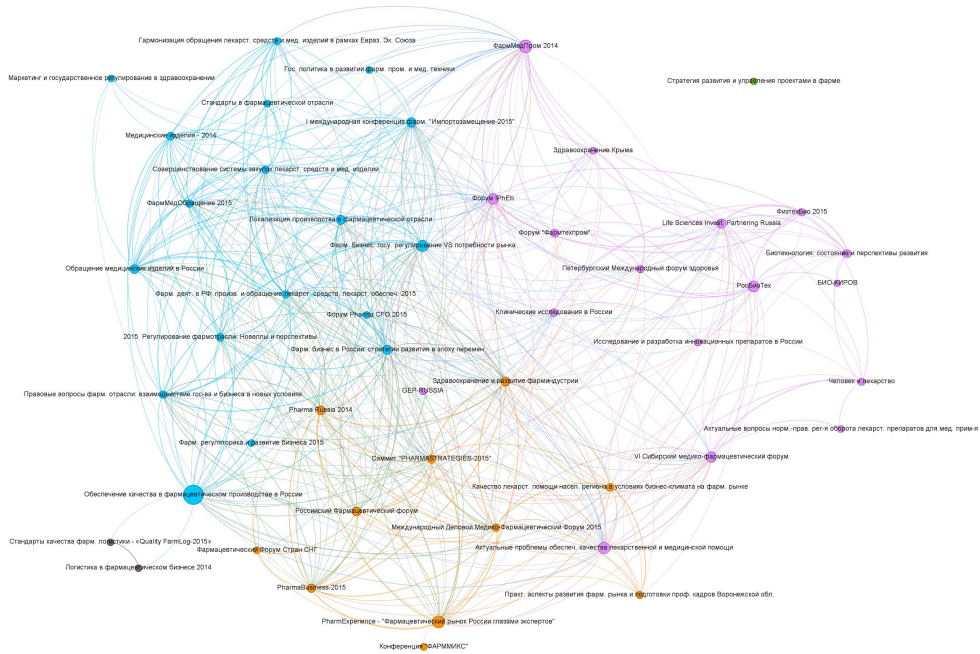 Гармонизация обращения лекарст. средств и мед. изделий в рамках Евраз. Эк. Союза
ФармМедПром 2014
Гос. политика в развитии фарм. пром. и мед. техники
Маркетинг и государственное регулирование в здравоохранении
Стратегия развития и управления проектами в фарме
Стандарты в фармацевтической отрасли
I международная конференция фарм. "Импортозамещение-2015"
Медицинские изделия - 2014
Здравоохранение Крыма
Совершенствование системы закупок лекарст. средств и мед. изделии
Форум IPhEb
ФармМедОбращение 2015
ФизтехБио 2015
Локализация производства в фармацевтической отрасли
Life Sciences Invest. Partnering Russia
Форум "Фармтехпром"
Фарм. бизнес: госу. регулирование VS потребности рынка
Биотехнология: состояние и перспективы развития
Обращение медицинских изделий в России
Петербургский Международный форум здоровья
БИО-КИРОВ
РосБиоТех
Фарм. деят. в РФ: произв. и обращение лекарст. средств, лекарст. обеспеч. 2015
Клинические исследования в России
Форум Pharma CFO 2015
2015. Регулирование фармотрасли: Новеллы и перспективы
Исследование и разработка инновационных препаратов в России
Фарм. бизнес в России: стратегии развития в эпоху перемен
Здравоохранение и развитие фарминдустрии
Человек и лекарство
GEP-RUSSIA
Правовые вопросы фарм. отрасли: взаимодействие гос-ва и бизнеса в новых условиях
Pharma Russia 2014
Актуальные вопросы норм.-прав. рег-я оборота лекарст. препаратов для мед. прим-я
Фарм. регуляторика и развитие бизнеса 2015
Саммит "PHARMASTRATEGIES-2015"
VI Сибирский медико-фармацевтический форум
Качество лекарст. помощи насел. региона в условиях бизнес-климата на фарм. рынке
Обеспечение качества в фармацевтическом производстве в России
Российский Фармацевтический форум
Международный Деловой Медико-Фармацевтический Форум 2015
Стандарты качества фарм. логистики - «Quality FarmLog-2015»
Фармацевтический Форум Стран СНГ
Актуальные проблемы обеспеч. качества лекарственной и медицинской помощи
Логистика в фармацевтическом бизнесе 2014
PharmaBusiness-2015
Практ. аспекты развития фарм. рынка и подготовки проф. кадров Воронежской обл.
PharmExperience - "Фармацевтический рынок России глазами экспертов"
Конференция "ФАРММИКС"